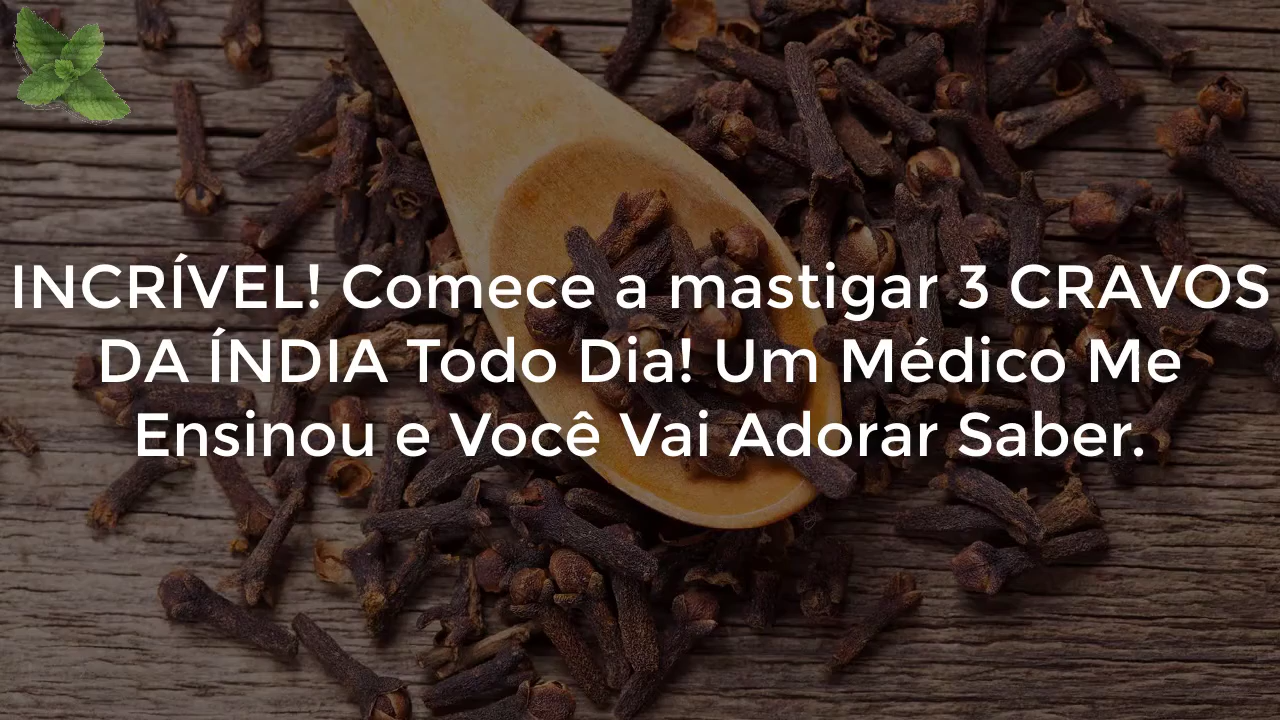 INCRÍVEL! Comece a mastigar 3 CRAVOS
DA ÍNDIA Todo Dia! Um Médico Me
Ensinou e Você Vai Adorar Saber.